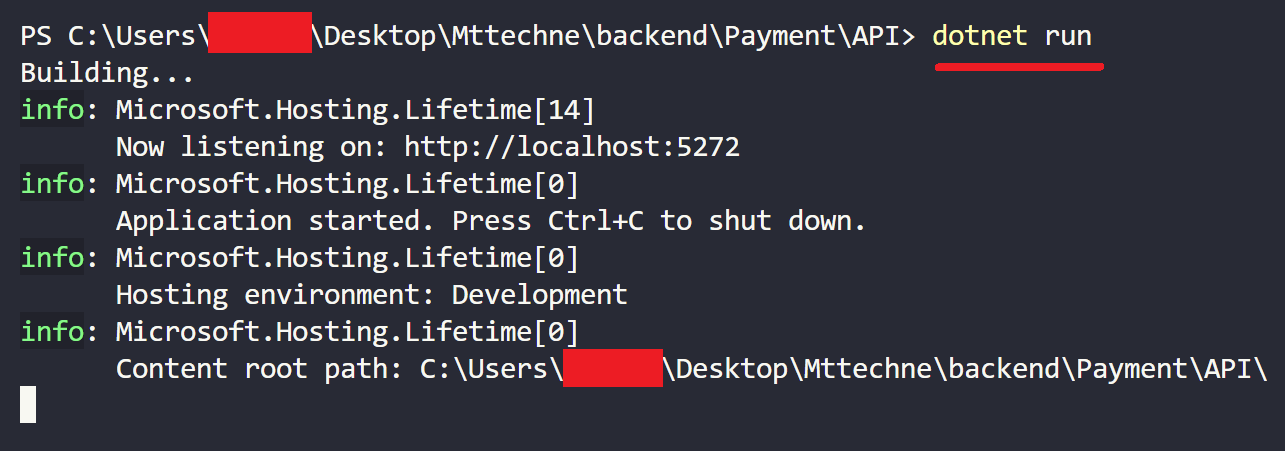 PS C:\Users\ \Desktop\Mttechne\backend\Payment\API> dotnet run
Building...
info: Microsoft.Hosting.Lifetime[14]
Now listening on: http://localhost:5272
info: Microsoft.Hosting.Lifetime[0]
Application started. Press Ctrl+C to shut down.
info: Microsoft.Hosting.Lifetime[0]
Hosting environment: Development
info: Microsoft.Hosting.Lifetime[0]
Content root path: C:\Users\ \Desktop\Mttechne\backend\Payment\API\